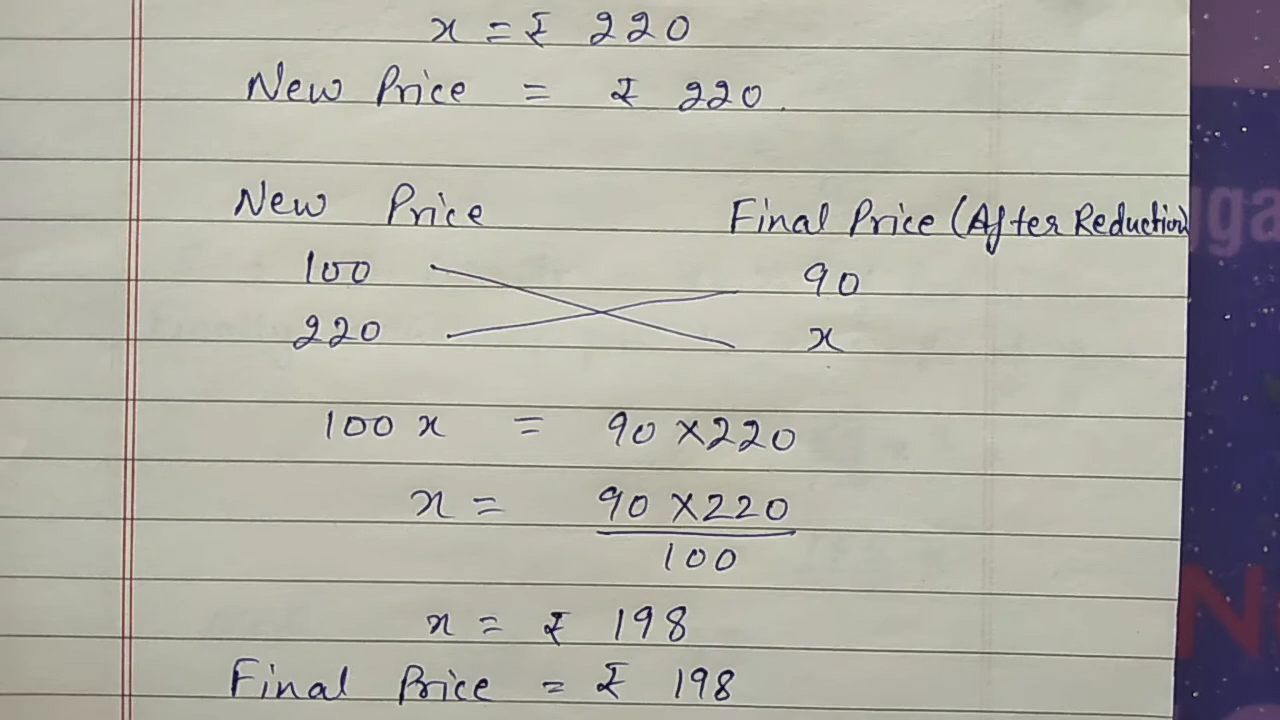 x = ₹ 220
New Price = ₹ 220.
New Price Final Price (After Reduction)
100 90
220 x
100 x = 90 × 220
x = 90 × 220
100
x = ₹ 198
Final Price = ₹ 198